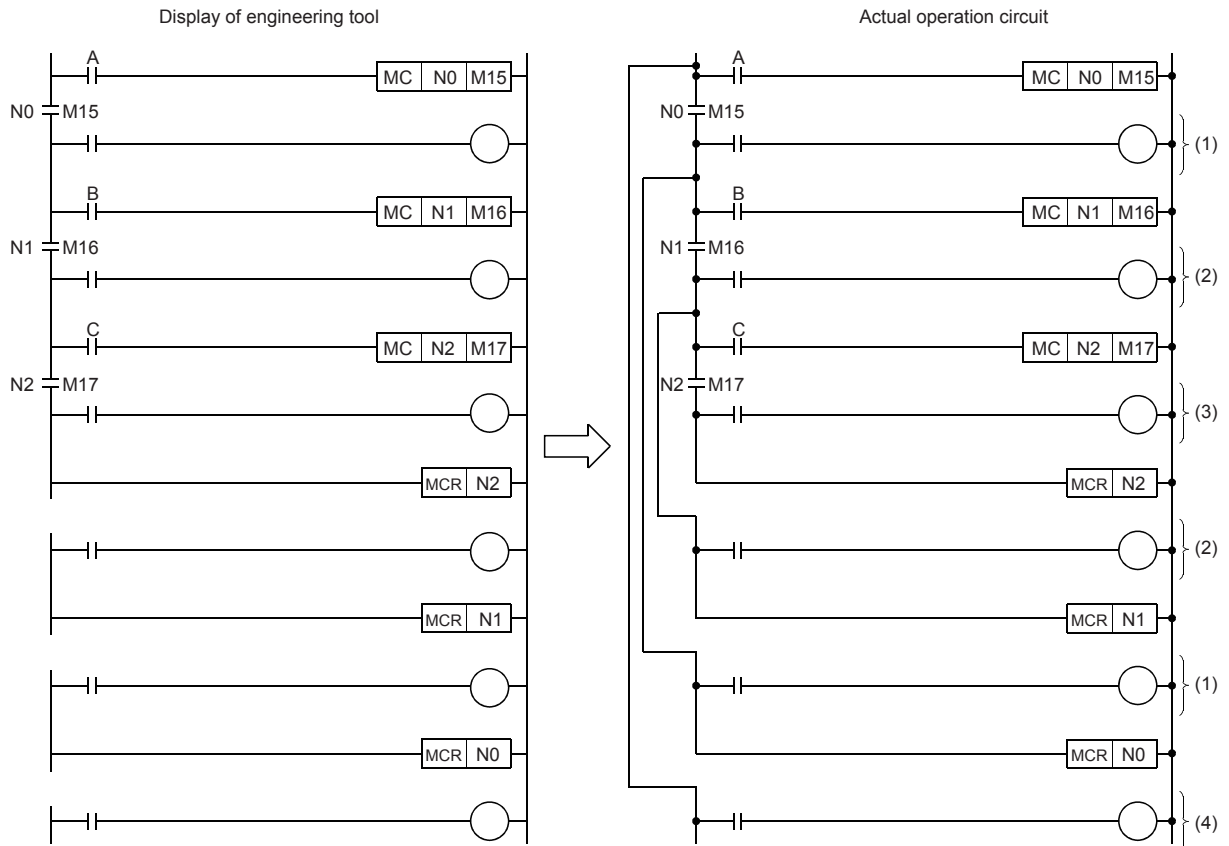 Display of engineering tool
Actual operation circuit
A
MC N0 M15
N0 M15
B
MC N1 M16
N1 M16
C
MC N2 M17
N2 M17
MCR N2
MCR N1
MCR N0
A
MC N0 M15
N0 M15
(1)
B
MC N1 M16
N1 M16
(2)
C
MC N2 M17
N2 M17
(3)
MCR N2
(2)
MCR N1
(1)
MCR N0
(4)